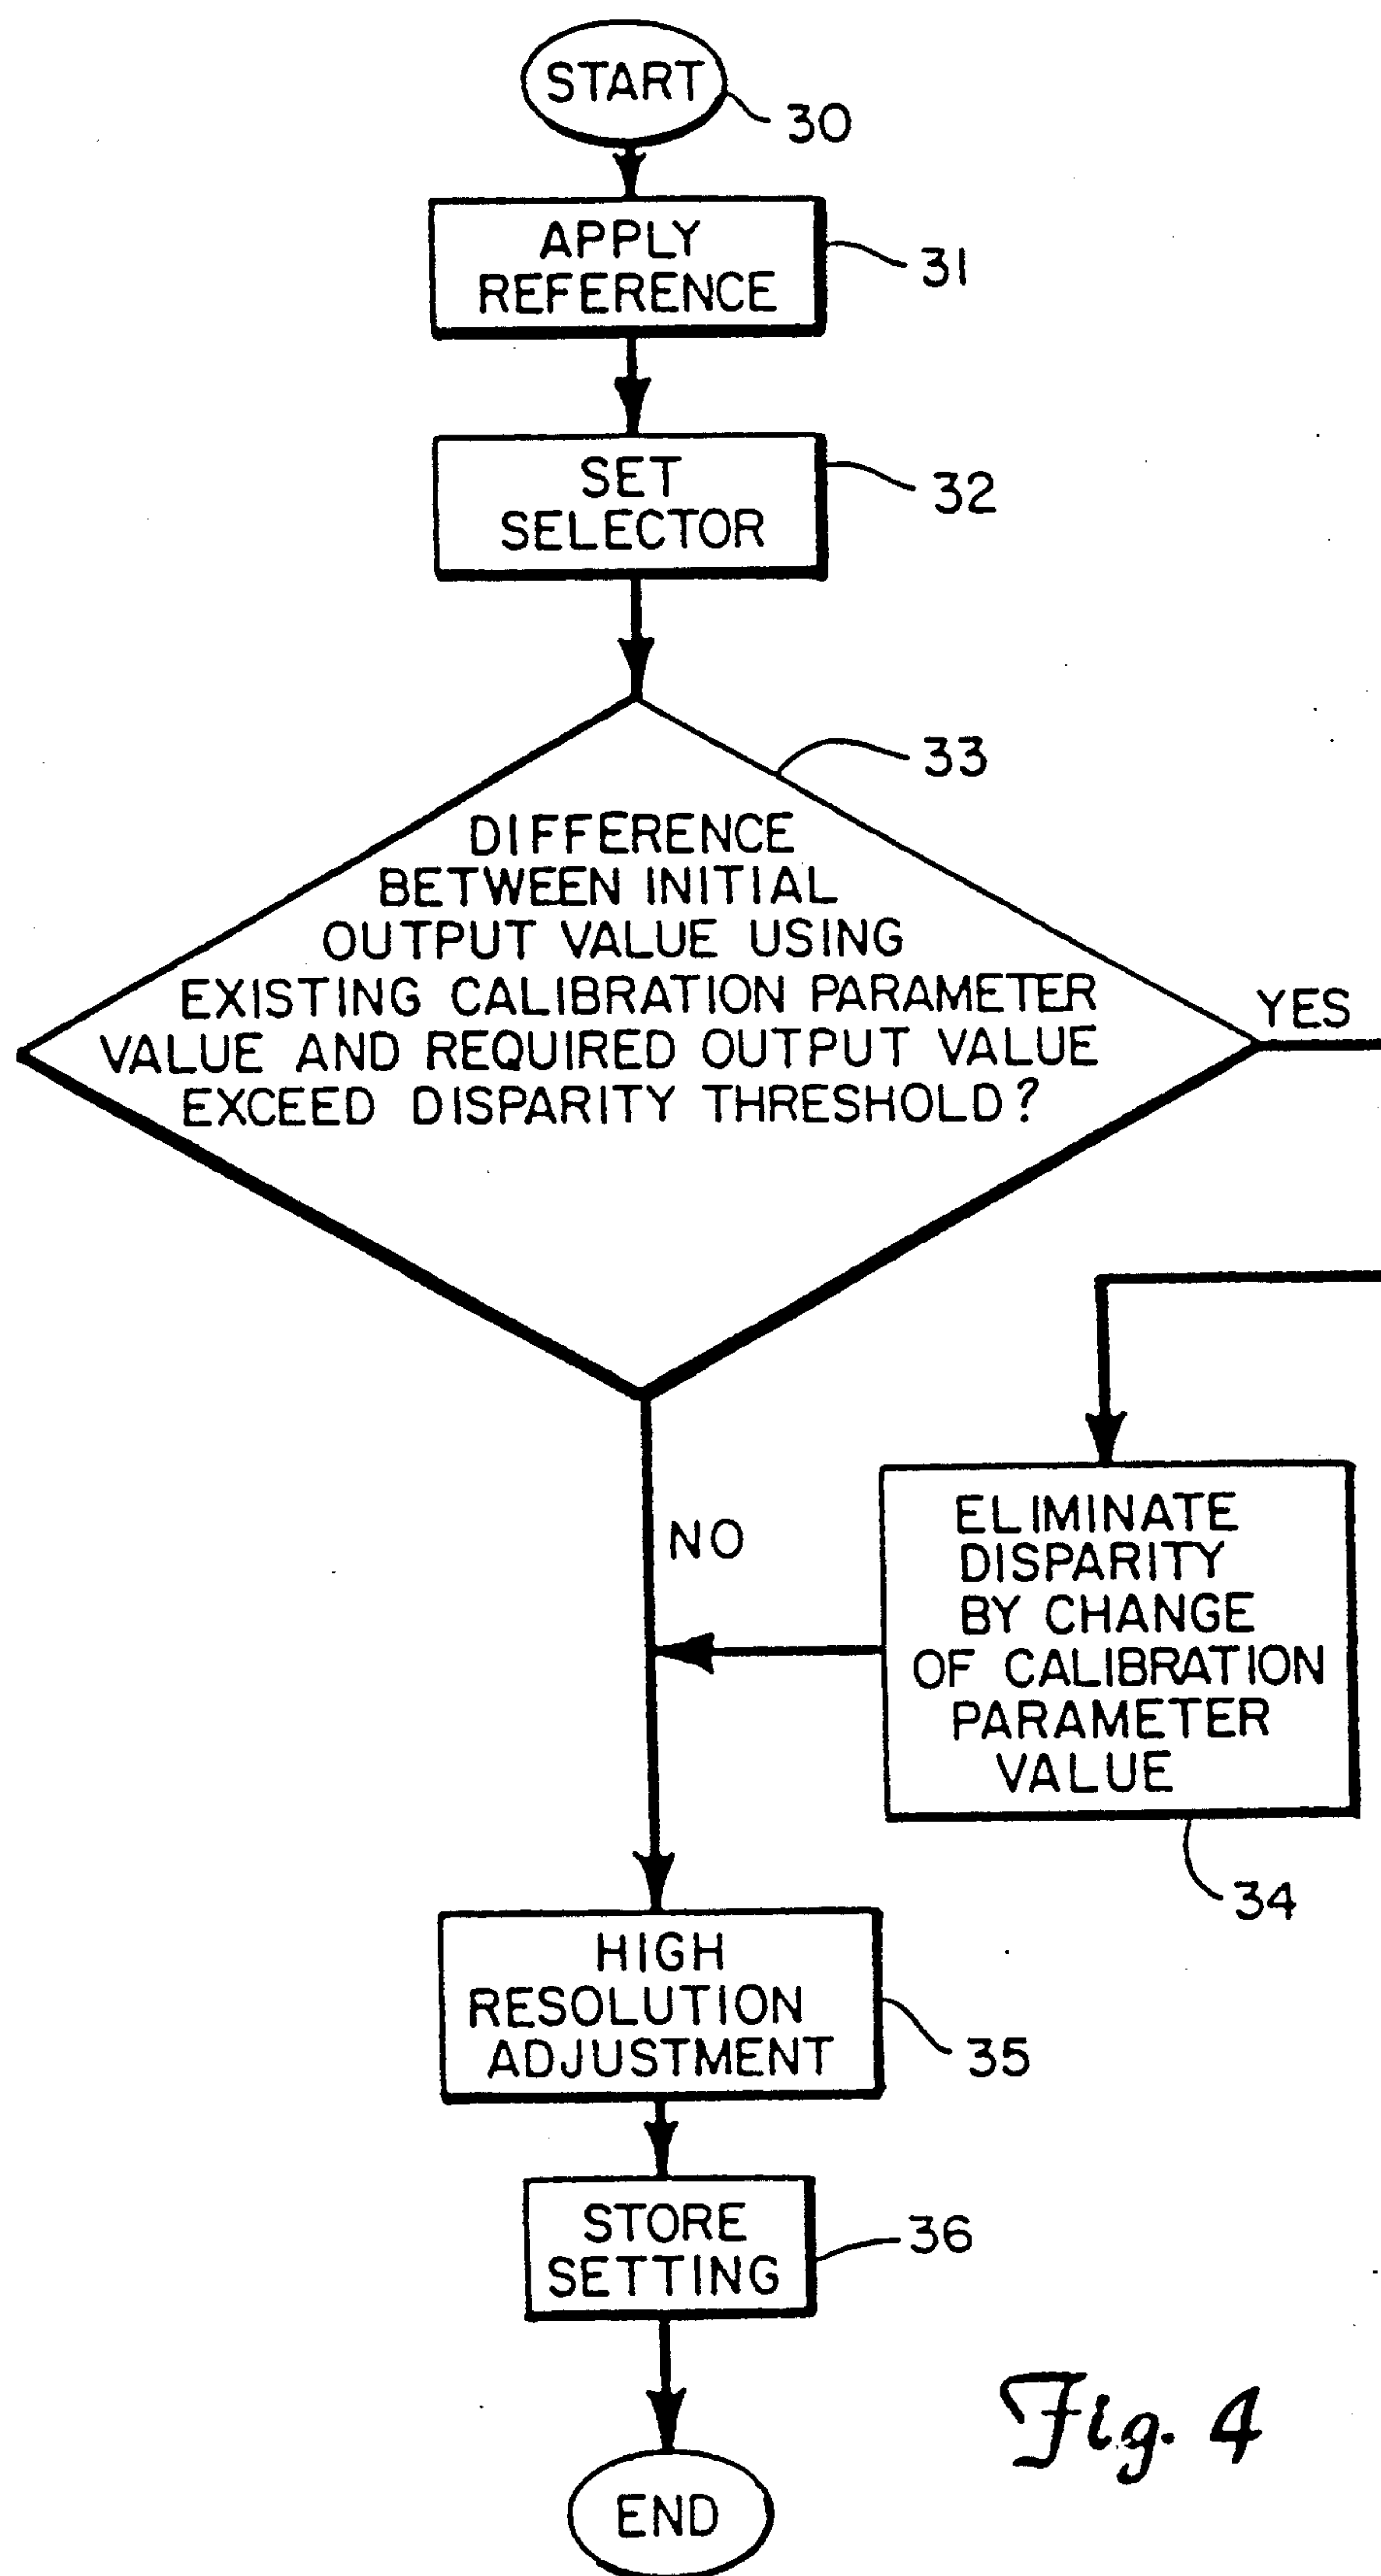 START
30
APPLY
REFERENCE
31
SET
SELECTOR
32
33
DIFFERENCE
BETWEEN INITIAL
OUTPUT VALUE USING
EXISTING CALIBRATION PARAMETER
VALUE AND REQUIRED OUTPUT VALUE
EXCEED DISPARITY THRESHOLD?
YES
NO
ELIMINATE
DISPARITY
BY CHANGE
OF CALIBRATION
PARAMETER
VALUE
34
HIGH
RESOLUTION
ADJUSTMENT
35
STORE
SETTING
36
END
Fig. 4